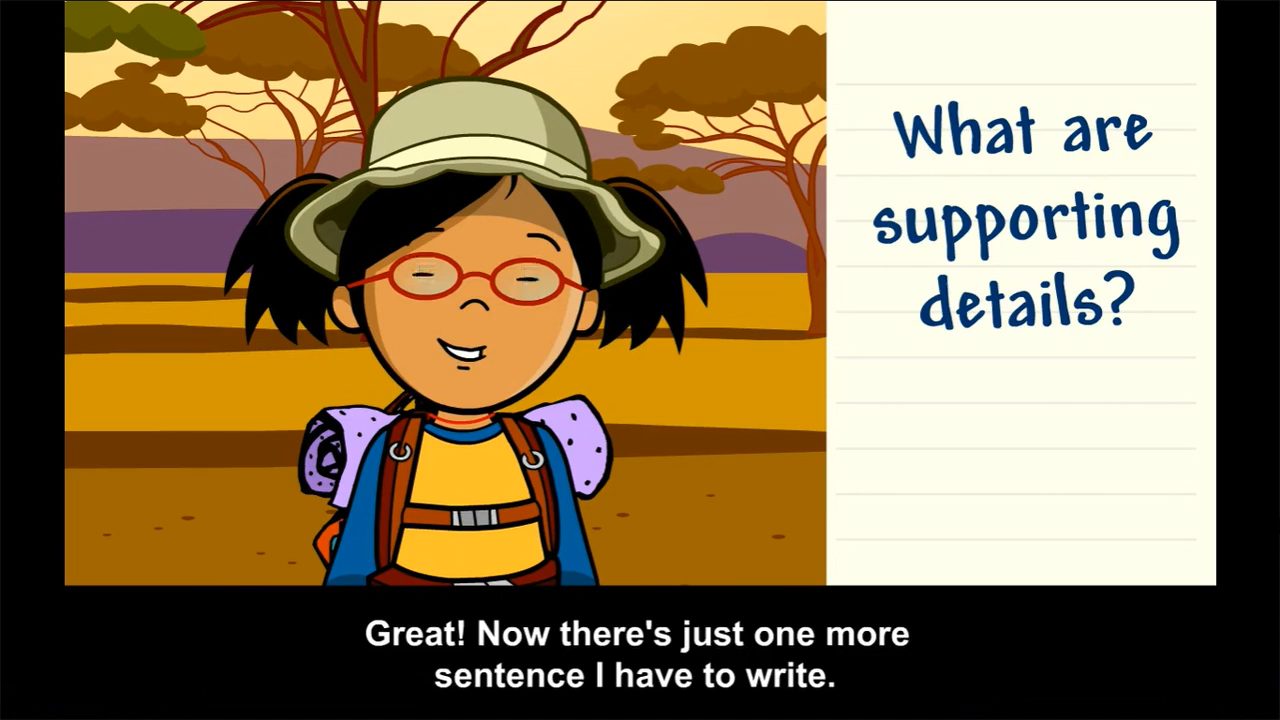 What are
supporting
details?
Great! Now there's just one more
sentence I have to write.